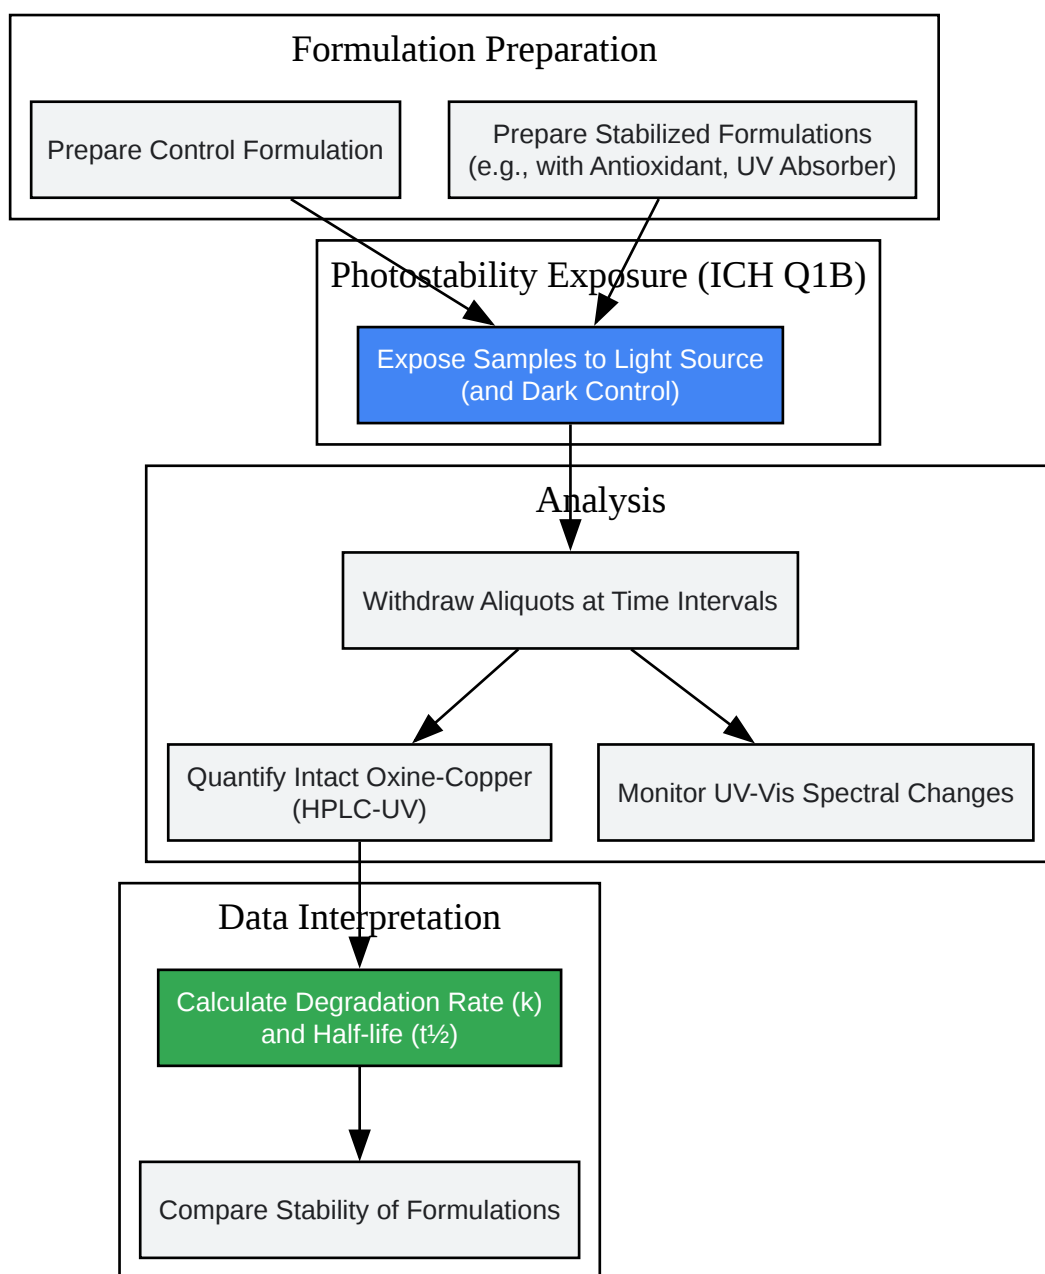 Formulation Preparation
Prepare Control Formulation
Prepare Stabilized Formulations
(e.g., with Antioxidant, UV Absorber)
Photostability Exposure (ICH Q1B)
Expose Samples to Light Source
(and Dark Control)
Analysis
Withdraw Aliquots at Time Intervals
Quantify Intact Oxine-Copper
(HPLC-UV)
Monitor UV-Vis Spectral Changes
Data Interpretation
Calculate Degradation Rate (k)
and Half-life (t½)
Compare Stability of Formulations